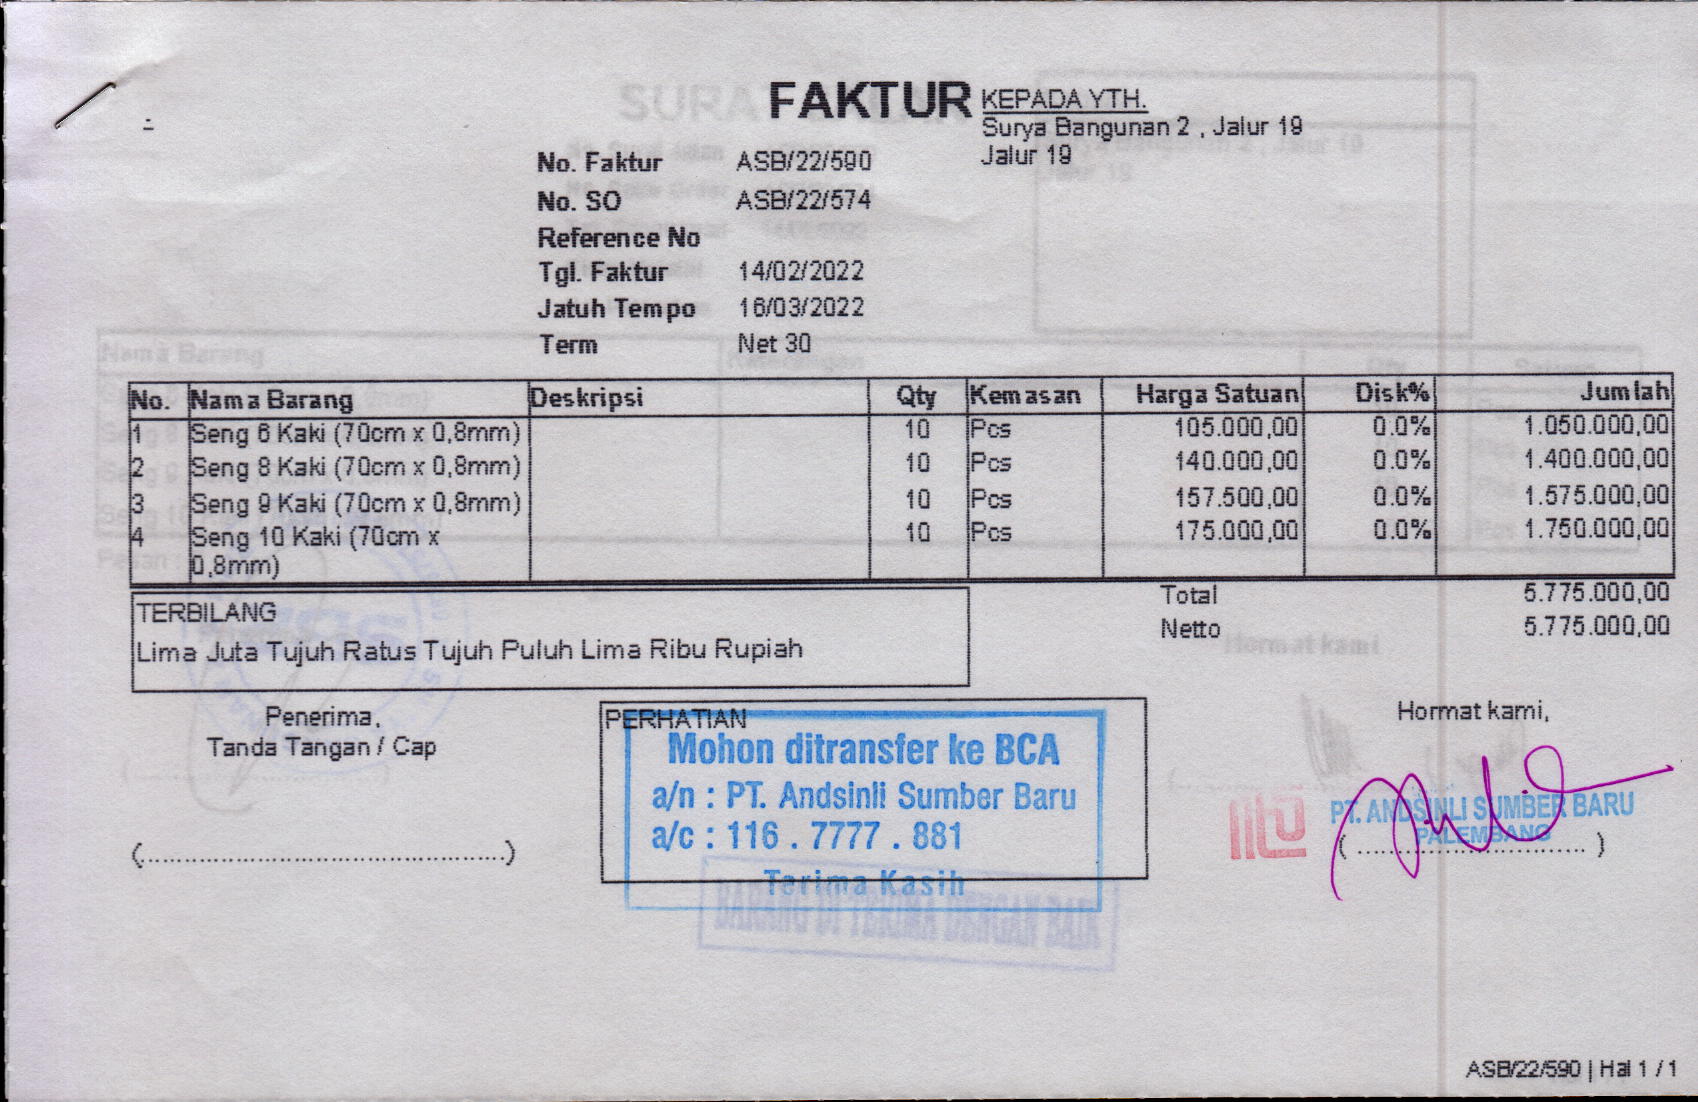 FAKTUR
KEPADA YTH.
Surya Bangunan 2 , Jalur 19
Jalur 19
No. Faktur ASB/22/590
No. SO ASB/22/574
Reference No
Tgl. Faktur 14/02/2022
Jatuh Tempo 16/03/2022
Term Net 30
No. Nama Barang Deskripsi Qty Kemasan Harga Satuan Disk% Jumlah
1 Seng 6 Kaki (70cm x 0,8mm) 10 Pcs 105.000,00 0.0% 1.050.000,00
2 Seng 8 Kaki (70cm x 0,8mm) 10 Pcs 140.000,00 0.0% 1.400.000,00
3 Seng 9 Kaki (70cm x 0,8mm) 10 Pcs 157.500,00 0.0% 1.575.000,00
4 Seng 10 Kaki (70cm x 10 Pcs 175.000,00 0.0% 1.750.000,00
0,8mm)
Total 5.775.000,00
Netto 5.775.000,00
TERBILANG
Lima Juta Tujuh Ratus Tujuh Puluh Lima Ribu Rupiah
Penerima,
Tanda Tangan / Cap
(................................................)
PERHATIAN
Mohon ditransfer ke BCA
a/n : PT. Andsinli Sumber Baru
a/c : 116 . 7777 . 881
Terima Kasih
BARANG DI TERIMA DENGAN BAIK
Hormat kami,
PT. ANDSINLI SUMBER BARU
PALEMBANG
( .............................. )
ASB/22/590 | Hal 1 / 1